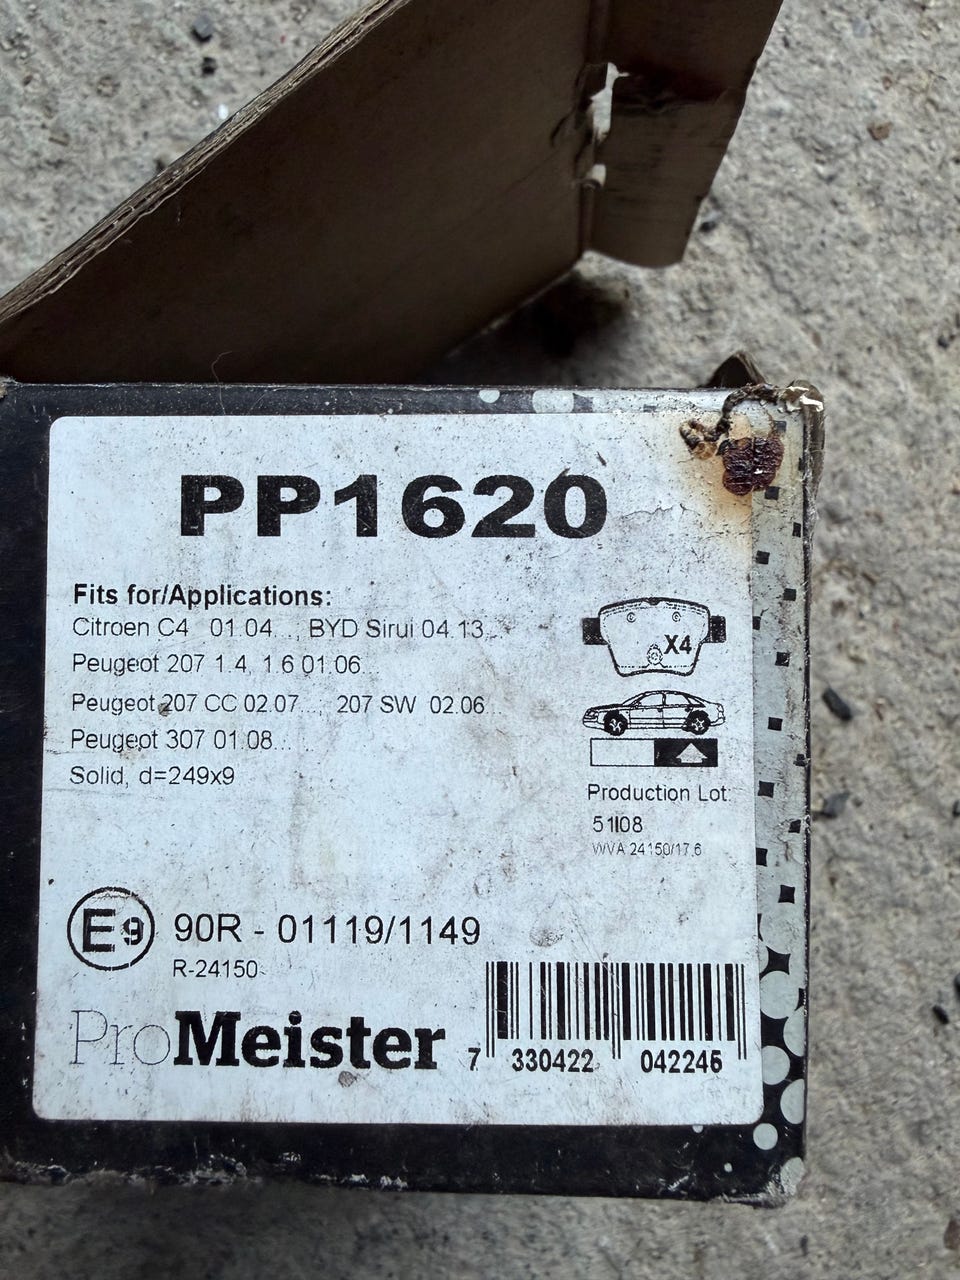 PP1620
Fits for/Applications:
Citroen C4 01.04..., BYD Sirui 04.13...
Peugeot 207 1.4, 1.6 01.06...
Peugeot 207 CC 02.07..., 207 SW 02.06...
Peugeot 307 01.08...
Solid, d=249x9
X4
Production Lot:
51I08
WVA 24150/17,6
E9 90R - 01119/1149
R-24150
ProMeister
7 330422 042246